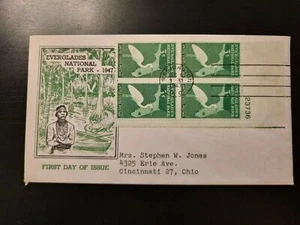 EVERGLADES
NATIONAL
PARK - 1947
FIRST DAY OF ISSUE
23736
Mrs. Stephen W. Jones
4325 Erie Ave.
Cincinnati 27, Ohio